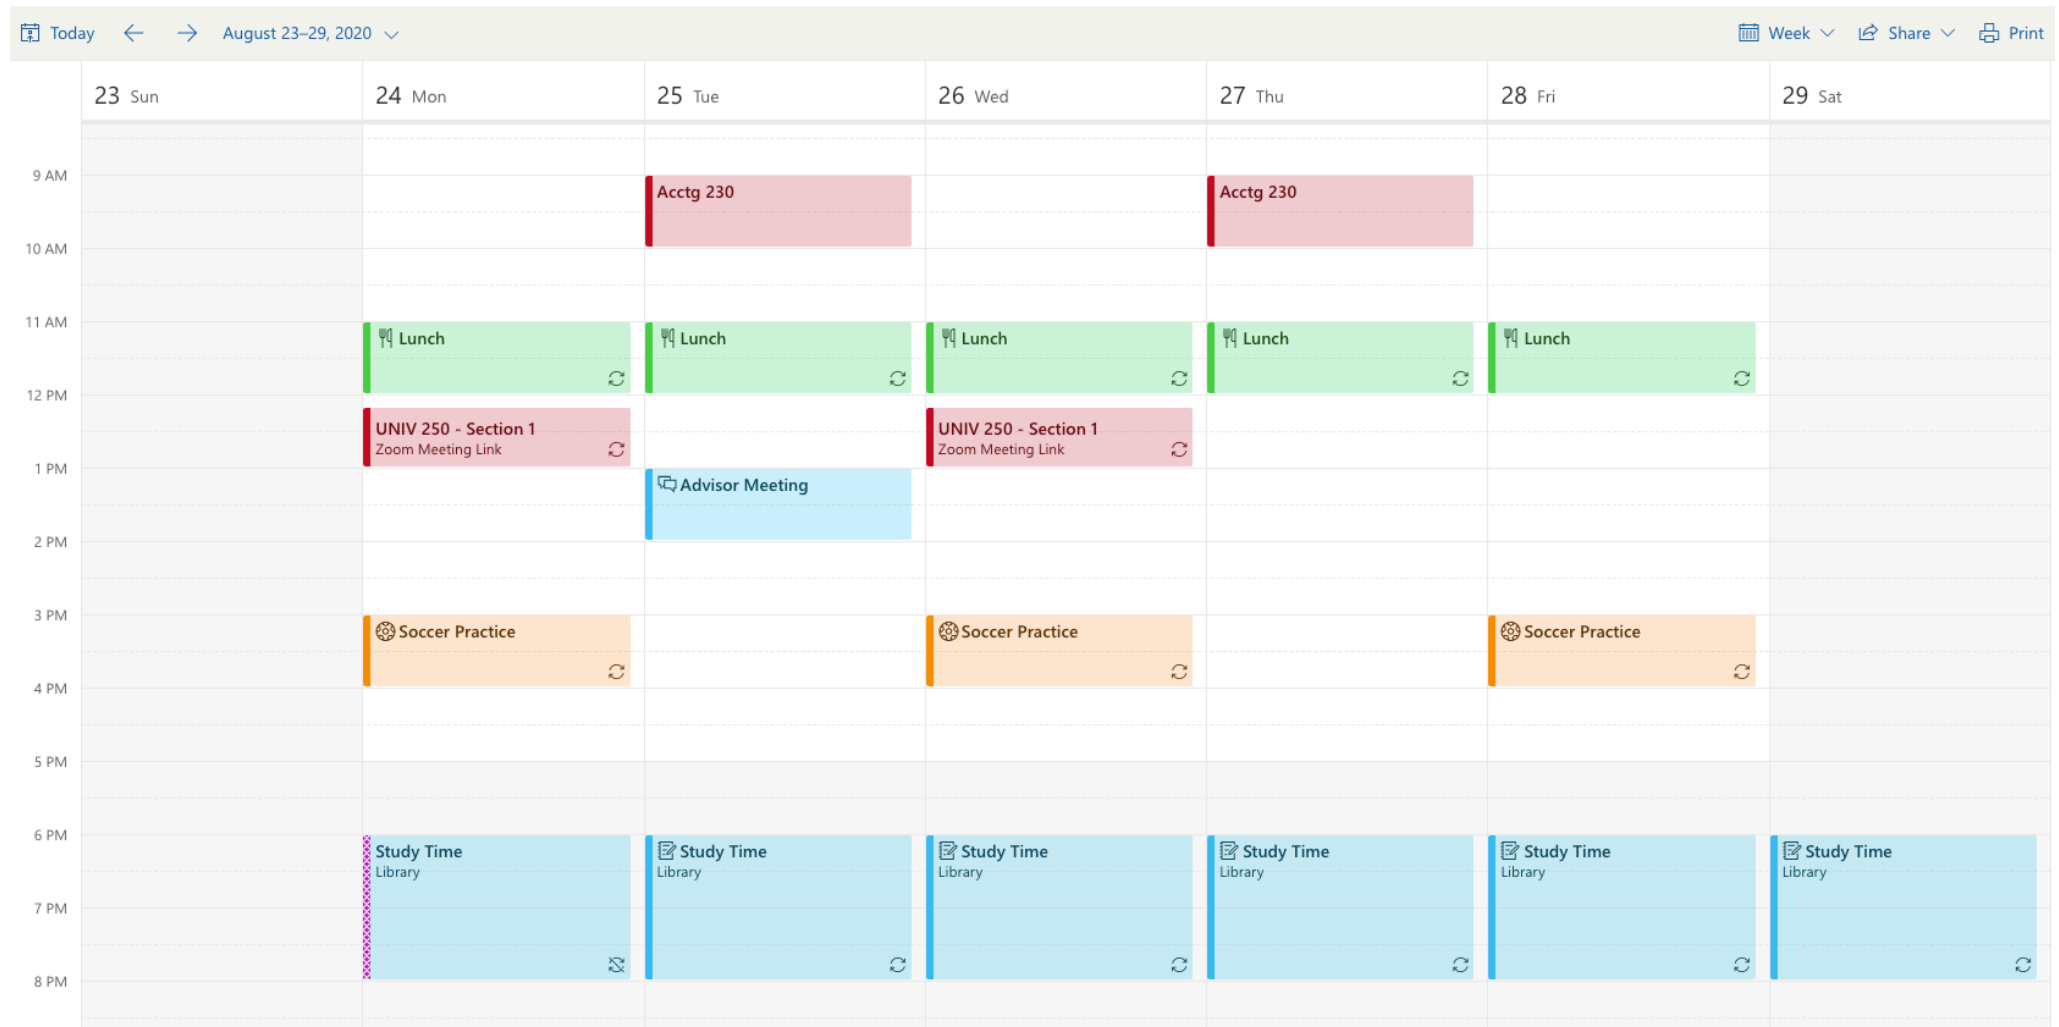 Today August 23–29, 2020 Week Share Print
23 Sun 24 Mon 25 Tue 26 Wed 27 Thu 28 Fri 29 Sat
9 AM
Acctg 230 Acctg 230
10 AM
11 AM
Lunch Lunch Lunch Lunch Lunch
12 PM
UNIV 250 - Section 1 UNIV 250 - Section 1
Zoom Meeting Link Zoom Meeting Link
1 PM
Advisor Meeting
2 PM
3 PM
Soccer Practice Soccer Practice Soccer Practice
4 PM
5 PM
6 PM
Study Time Study Time Study Time Study Time Study Time Study Time
Library Library Library Library Library Library
7 PM
8 PM